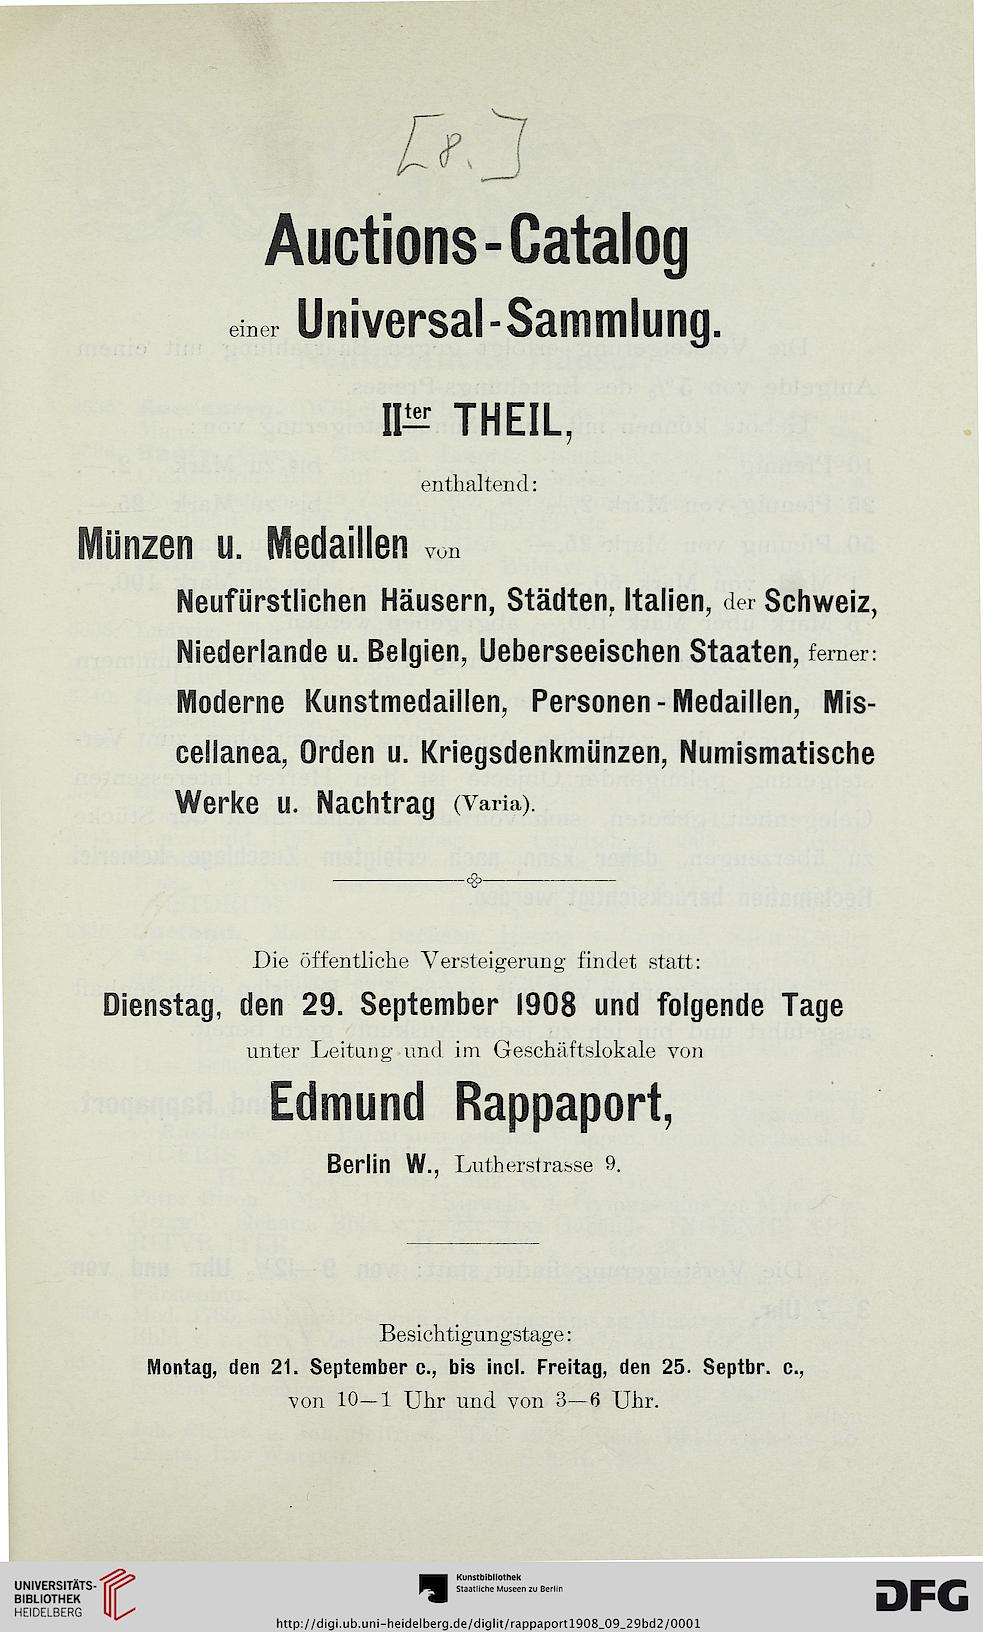 [8.]
Auctions-Catalog
einer Universal-Sammlung.
IIter THEIL,
enthaltend:
Münzen u. Medaillen von
Neufürstlichen Häusern, Städten, Italien, der Schweiz,
Niederlande u. Belgien, Ueberseeischen Staaten, ferner:
Moderne Kunstmedaillen, Personen-Medaillen, Mis-
cellanea, Orden u. Kriegsdenkmünzen, Numismatische
Werke u. Nachtrag (Varia).
Die öffentliche Versteigerung findet statt:
Dienstag, den 29. September 1908 und folgende Tage
unter Leitung und im Geschäftslokale von
Edmund Rappaport,
Berlin W., Lutherstrasse 9.
Besichtigungstage:
Montag, den 21. September c., bis incl. Freitag, den 25. Septbr. c.,
von 10—1 Uhr und von 3—6 Uhr.
UNIVERSITÄTS-
BIBLIOTHEK
HEIDELBERG
Kunstbibliothek
Staatliche Museen zu Berlin
DFG
http://digi.ub.uni-heidelberg.de/diglit/rappaport1908_09_29bd2/0001